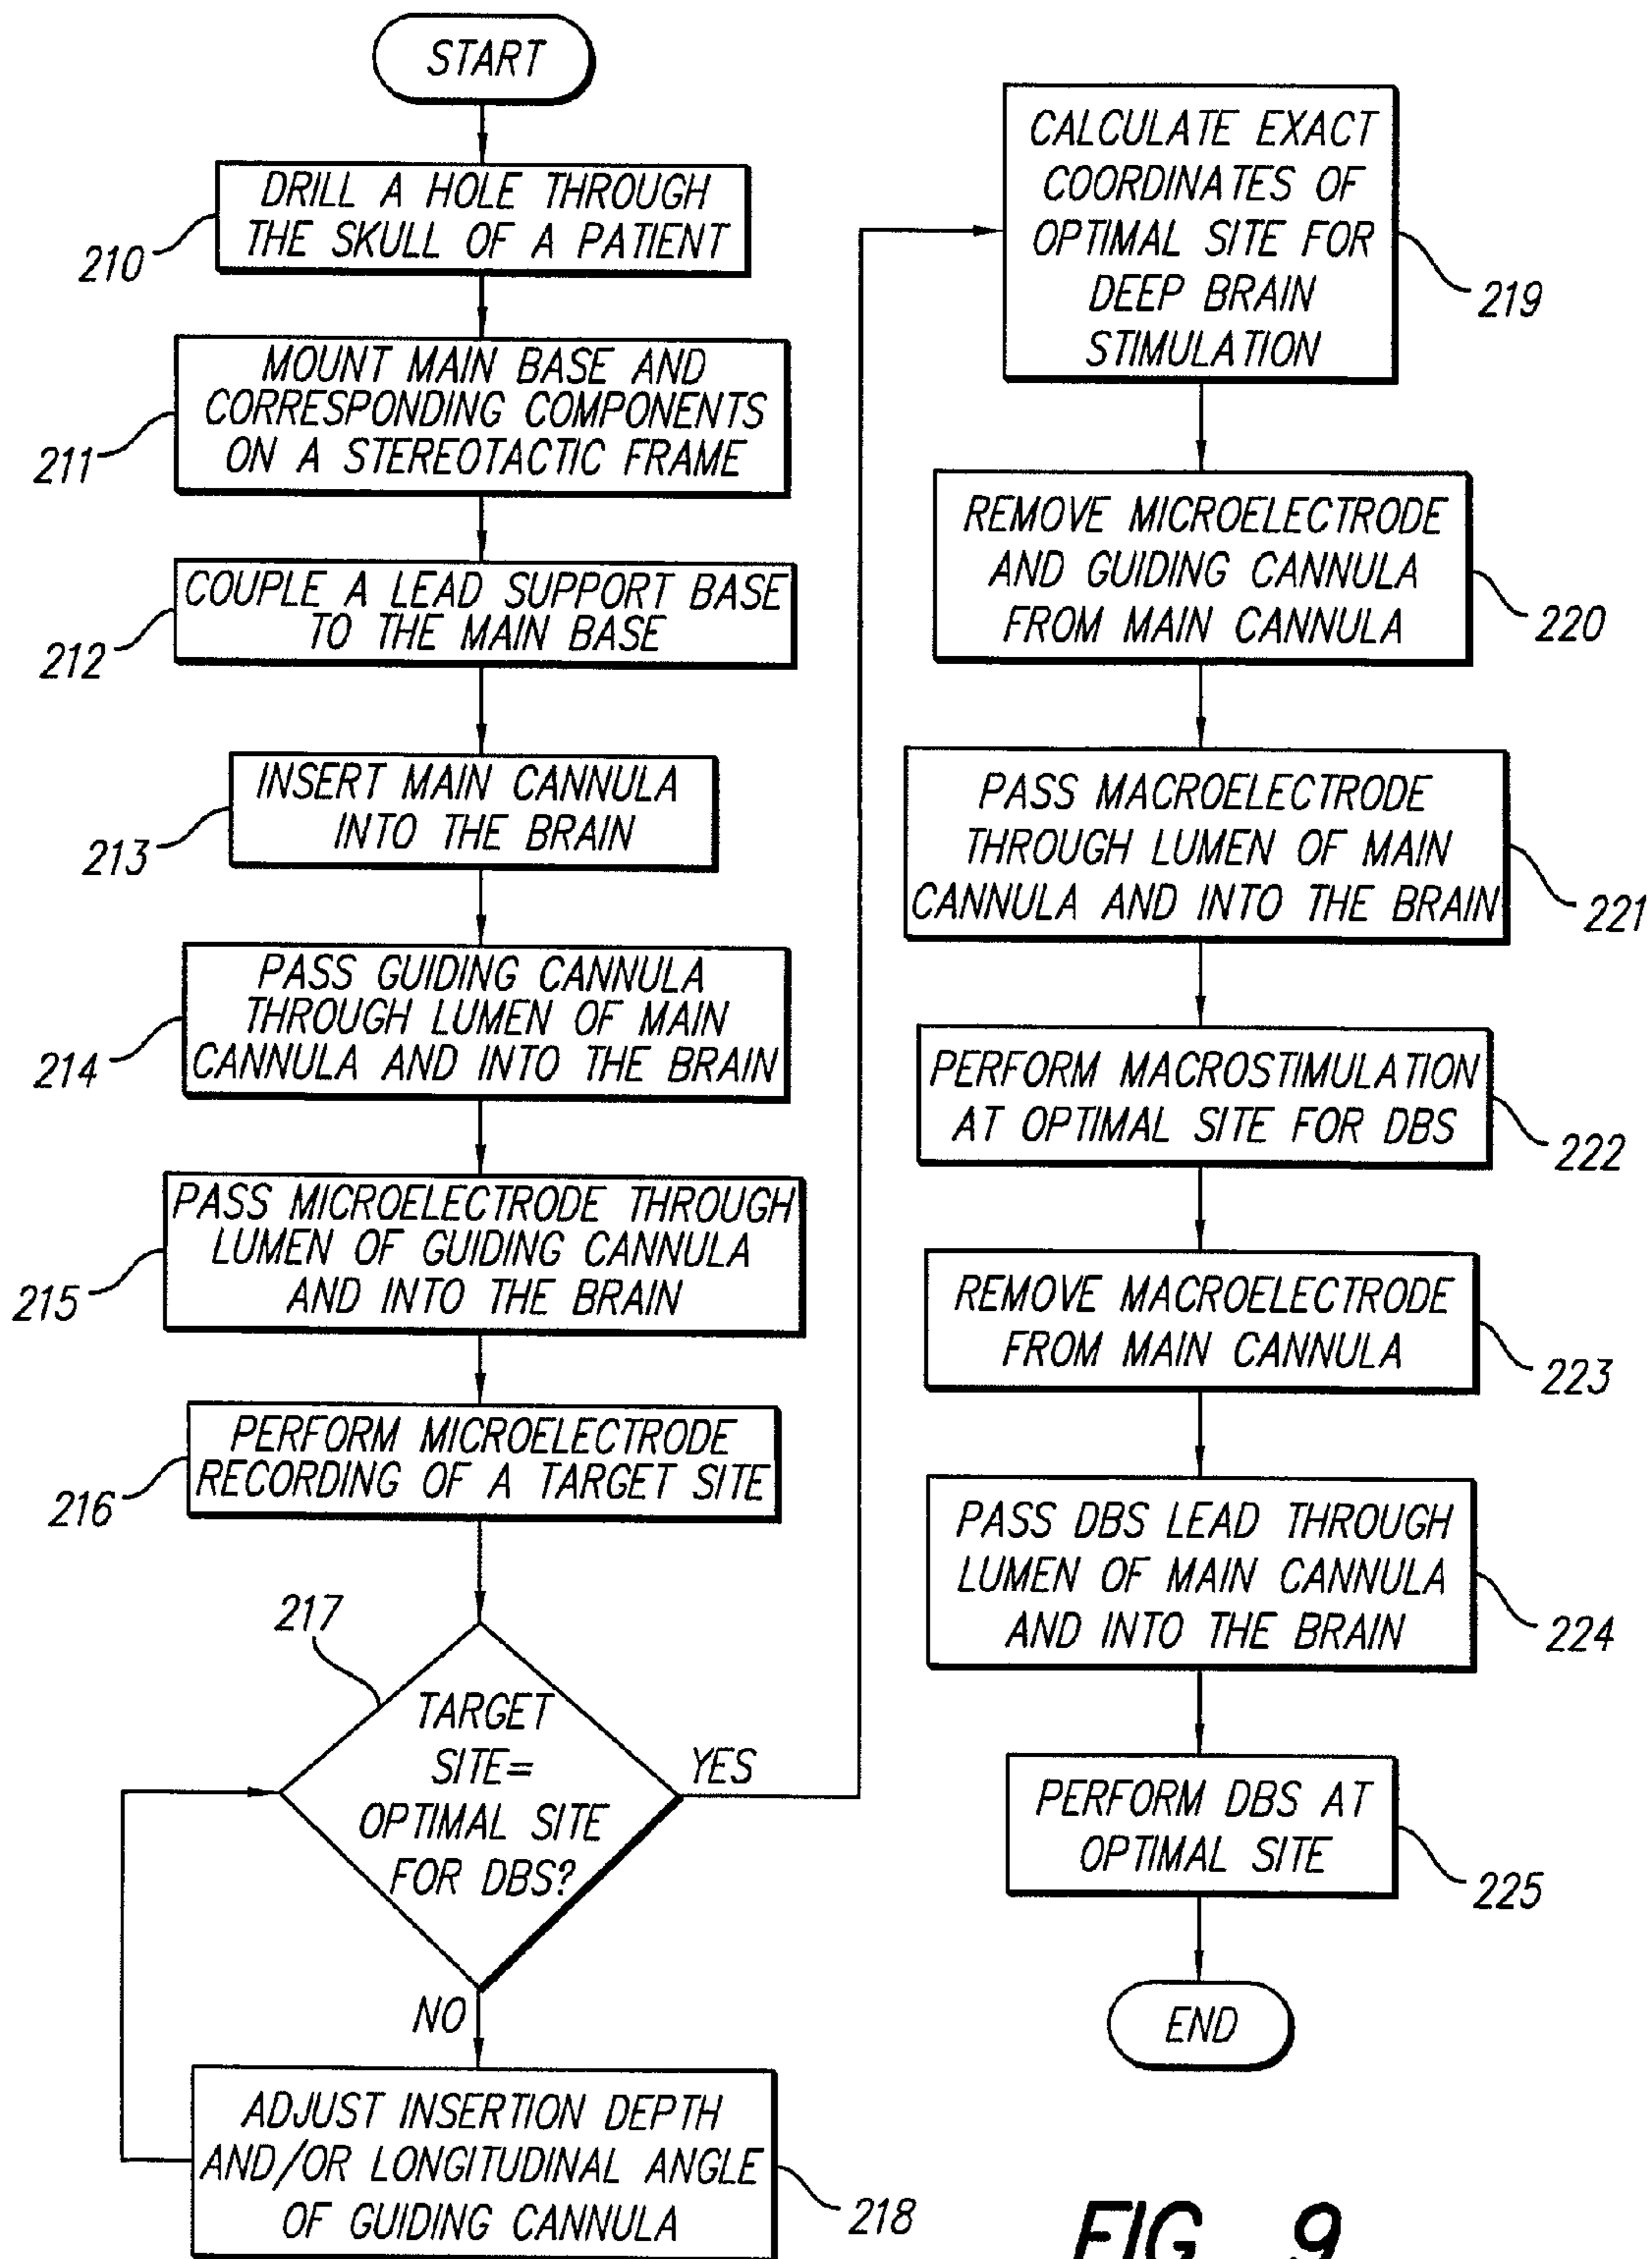 START
DRILL A HOLE THROUGH
THE SKULL OF A PATIENT
210
MOUNT MAIN BASE AND
CORRESPONDING COMPONENTS
ON A STEREOTACTIC FRAME
211
COUPLE A LEAD SUPPORT BASE
TO THE MAIN BASE
212
INSERT MAIN CANNULA
INTO THE BRAIN
213
PASS GUIDING CANNULA
THROUGH LUMEN OF MAIN
CANNULA AND INTO THE BRAIN
214
PASS MICROELECTRODE THROUGH
LUMEN OF GUIDING CANNULA
AND INTO THE BRAIN
215
PERFORM MICROELECTRODE
RECORDING OF A TARGET SITE
216
217
TARGET
SITE=
OPTIMAL SITE
FOR DBS?
YES
NO
ADJUST INSERTION DEPTH
AND/OR LONGITUDINAL ANGLE
OF GUIDING CANNULA
218
CALCULATE EXACT
COORDINATES OF
OPTIMAL SITE FOR
DEEP BRAIN
STIMULATION
219
REMOVE MICROELECTRODE
AND GUIDING CANNULA
FROM MAIN CANNULA
220
PASS MACROELECTRODE
THROUGH LUMEN OF MAIN
CANNULA AND INTO THE BRAIN
221
PERFORM MACROSTIMULATION
AT OPTIMAL SITE FOR DBS
222
REMOVE MACROELECTRODE
FROM MAIN CANNULA
223
PASS DBS LEAD THROUGH
LUMEN OF MAIN CANNULA
AND INTO THE BRAIN
224
PERFORM DBS AT
OPTIMAL SITE
225
END
FIG. 9